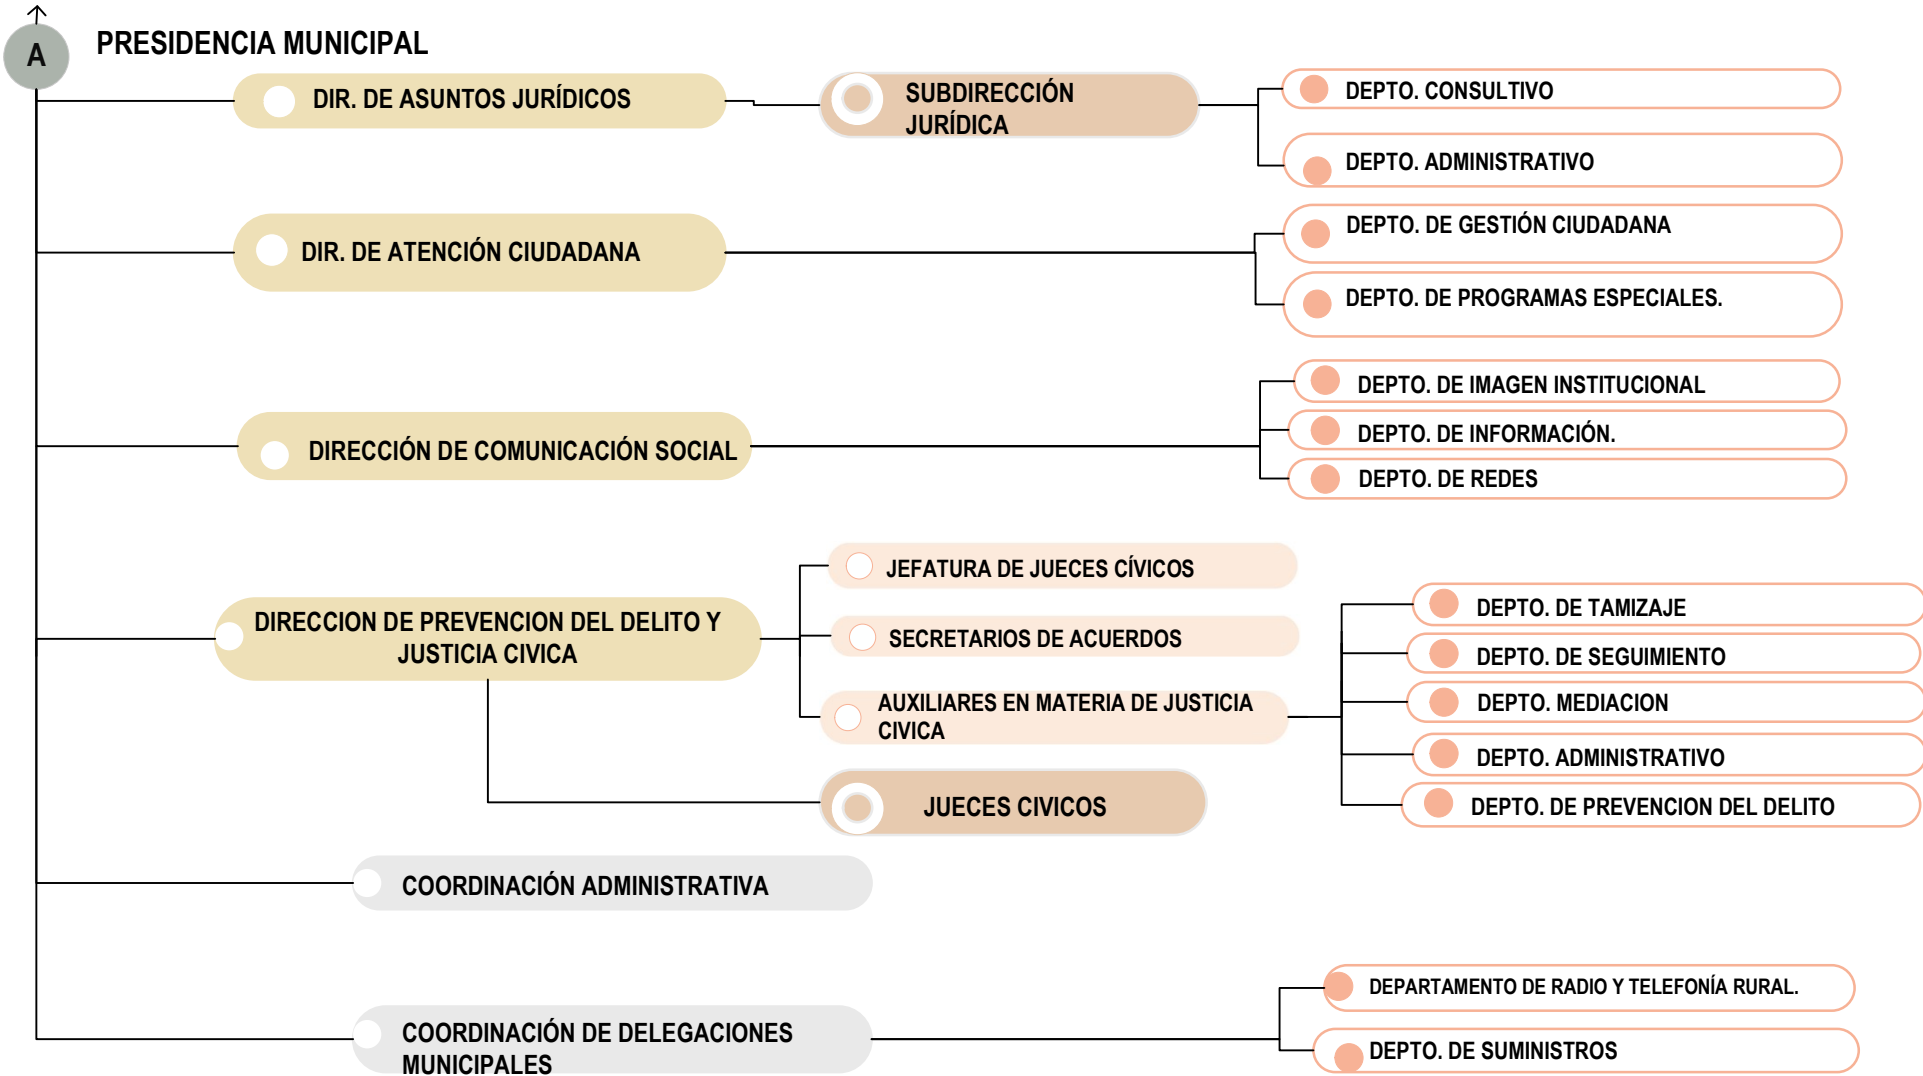 A
PRESIDENCIA MUNICIPAL
DIR. DE ASUNTOS JURÍDICOS
SUBDIRECCIÓN
JURÍDICA
DEPTO. CONSULTIVO
DEPTO. ADMINISTRATIVO
DIR. DE ATENCIÓN CIUDADANA
DEPTO. DE GESTIÓN CIUDADANA
DEPTO. DE PROGRAMAS ESPECIALES.
DIRECCIÓN DE COMUNICACIÓN SOCIAL
DEPTO. DE IMAGEN INSTITUCIONAL
DEPTO. DE INFORMACIÓN.
DEPTO. DE REDES
DIRECCION DE PREVENCION DEL DELITO Y
JUSTICIA CIVICA
JEFATURA DE JUECES CÍVICOS
SECRETARIOS DE ACUERDOS
AUXILIARES EN MATERIA DE JUSTICIA
CIVICA
DEPTO. DE TAMIZAJE
DEPTO. DE SEGUIMIENTO
DEPTO. MEDIACION
DEPTO. ADMINISTRATIVO
DEPTO. DE PREVENCION DEL DELITO
JUECES CIVICOS
COORDINACIÓN ADMINISTRATIVA
COORDINACIÓN DE DELEGACIONES
MUNICIPALES
DEPARTAMENTO DE RADIO Y TELEFONÍA RURAL.
DEPTO. DE SUMINISTROS